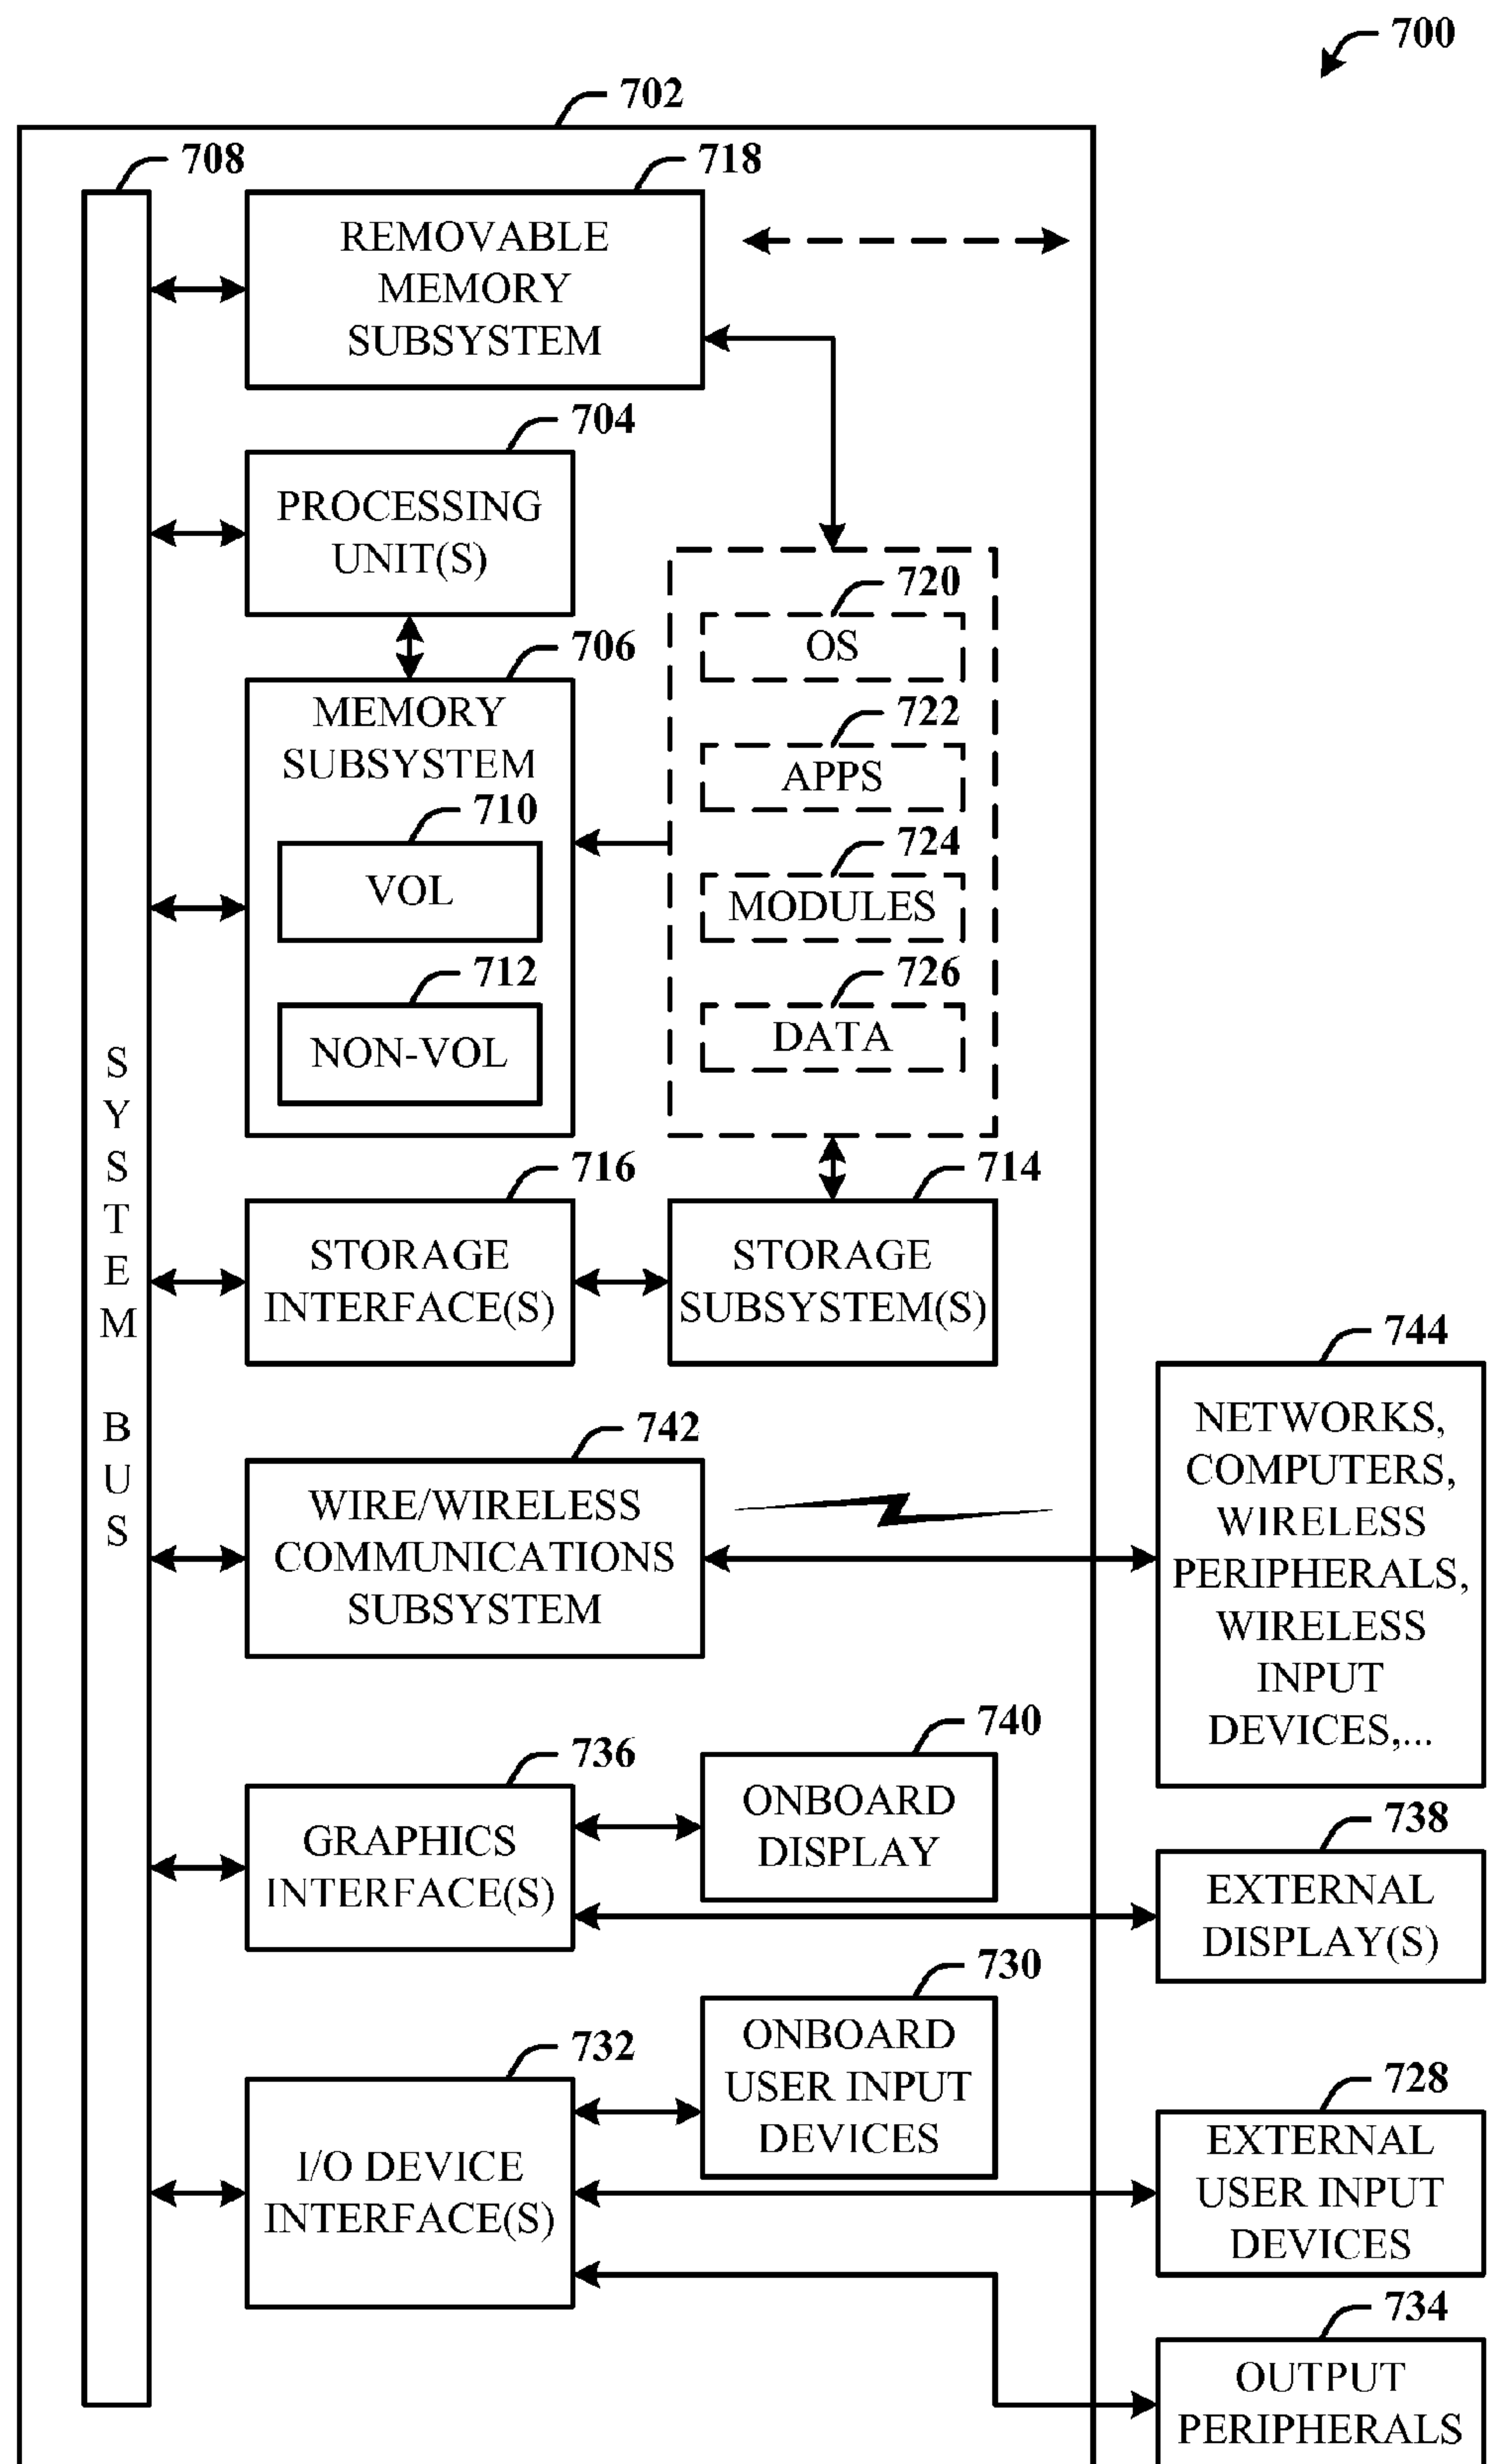 700
702
708
718
REMOVABLE
MEMORY
SUBSYSTEM
704
PROCESSING
UNIT(S)
720
OS
706
MEMORY
SUBSYSTEM
722
APPS
710
VOL
724
MODULES
712
NON-VOL
726
DATA
S
Y
S
T
E
M
B
U
S
716
STORAGE
INTERFACE(S)
714
STORAGE
SUBSYSTEM(S)
744
NETWORKS,
COMPUTERS,
WIRELESS
PERIPHERALS,
WIRELESS
INPUT
DEVICES,...
742
WIRE/WIRELESS
COMMUNICATIONS
SUBSYSTEM
740
ONBOARD
DISPLAY
736
GRAPHICS
INTERFACE(S)
738
EXTERNAL
DISPLAY(S)
730
ONBOARD
USER INPUT
DEVICES
732
I/O DEVICE
INTERFACE(S)
728
EXTERNAL
USER INPUT
DEVICES
734
OUTPUT
PERIPHERALS